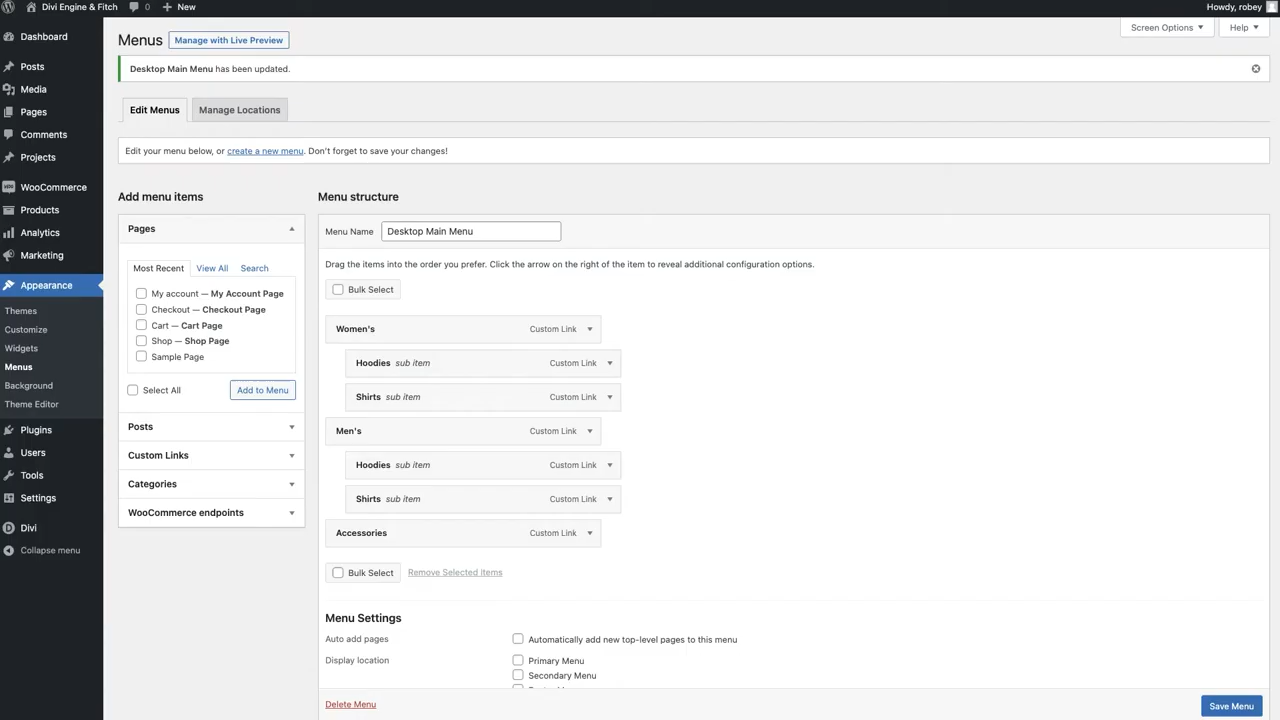 Divi Engine & Fitch 0 New Howdy, robey
Screen Options Help
Dashboard
Posts
Media
Pages
Comments
Projects
WooCommerce
Products
Analytics
Marketing
Appearance
Themes
Customize
Widgets
Menus
Background
Theme Editor
Plugins
Users
Tools
Settings
Divi
Collapse menu
Menus Manage with Live Preview
Desktop Main Menu has been updated.
Edit Menus Manage Locations
Edit your menu below, or create a new menu. Don't forget to save your changes!
Add menu items
Pages
Most Recent View All Search
My account — My Account Page
Checkout — Checkout Page
Cart — Cart Page
Shop — Shop Page
Sample Page
Select All Add to Menu
Posts
Custom Links
Categories
WooCommerce endpoints
Menu structure
Menu Name Desktop Main Menu
Drag the items into the order you prefer. Click the arrow on the right of the item to reveal additional configuration options.
Bulk Select
Women's Custom Link
Hoodies sub item Custom Link
Shirts sub item Custom Link
Men's Custom Link
Hoodies sub item Custom Link
Shirts sub item Custom Link
Accessories Custom Link
Bulk Select Remove Selected Items
Menu Settings
Auto add pages Automatically add new top-level pages to this menu
Display location Primary Menu
Secondary Menu
Delete Menu Save Menu